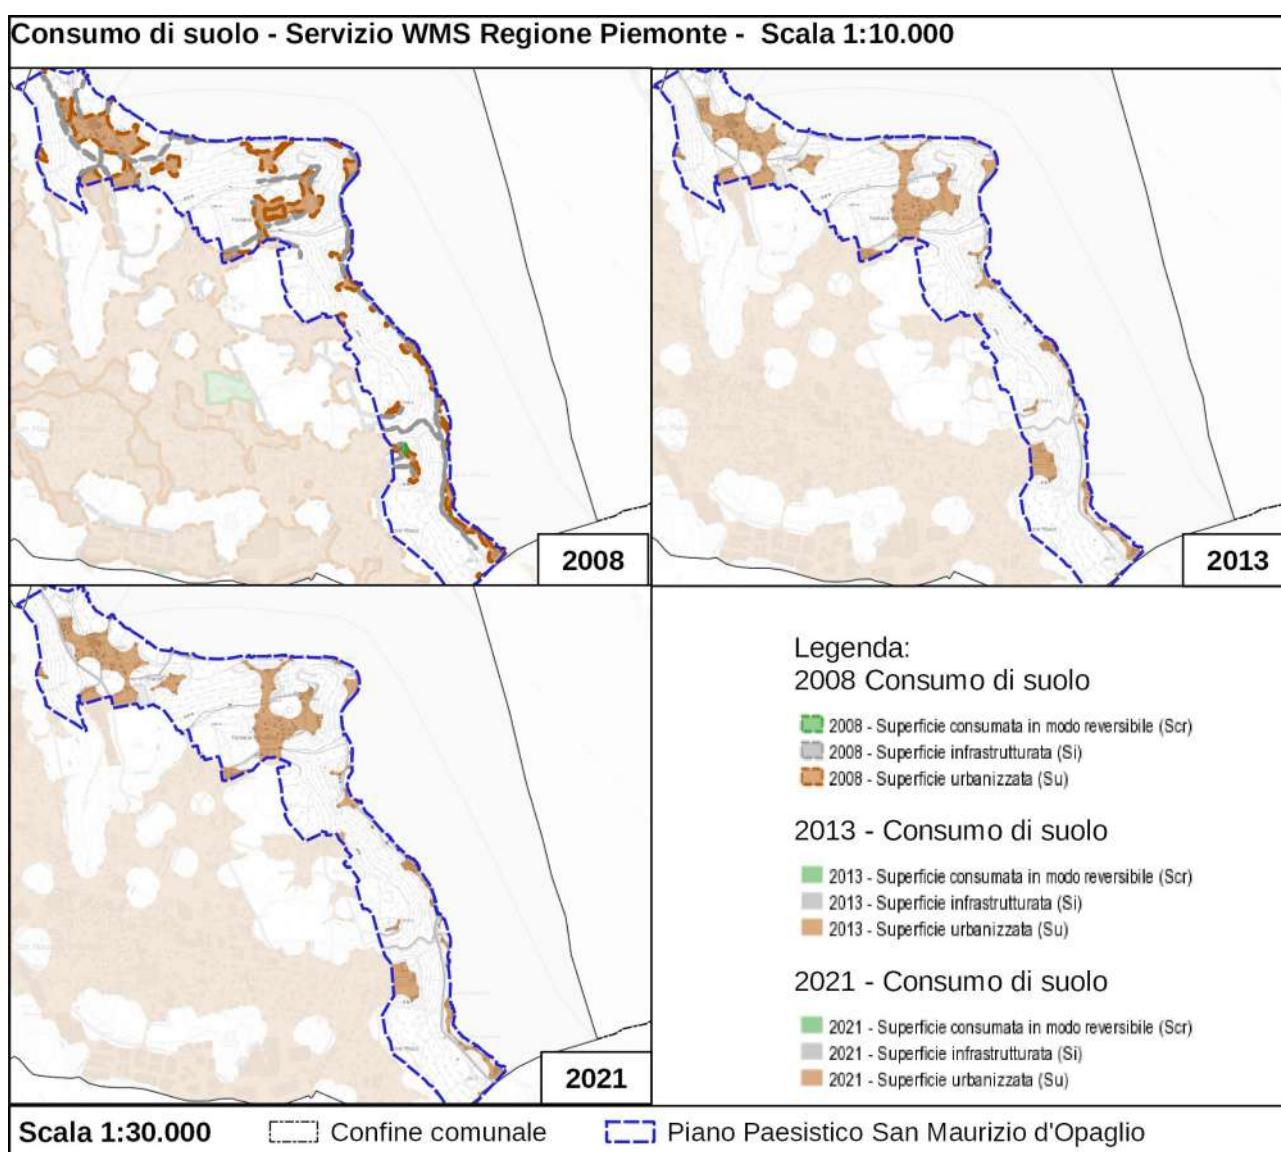 Consumo di suolo - Servizio WMS Regione Piemonte - Scala 1:10.000
2008
2013
2021
Legenda:
2008 Consumo di suolo
2008 - Superficie consumata in modo reversibile (Scr)
2008 - Superficie infrastrutturata (Si)
2008 - Superficie urbanizzata (Su)
2013 - Consumo di suolo
2013 - Superficie consumata in modo reversibile (Scr)
2013 - Superficie infrastrutturata (Si)
2013 - Superficie urbanizzata (Su)
2021 - Consumo di suolo
2021 - Superficie consumata in modo reversibile (Scr)
2021 - Superficie infrastrutturata (Si)
2021 - Superficie urbanizzata (Su)
Scala 1:30.000 Confine comunale Piano Paesistico San Maurizio d'Opaglio